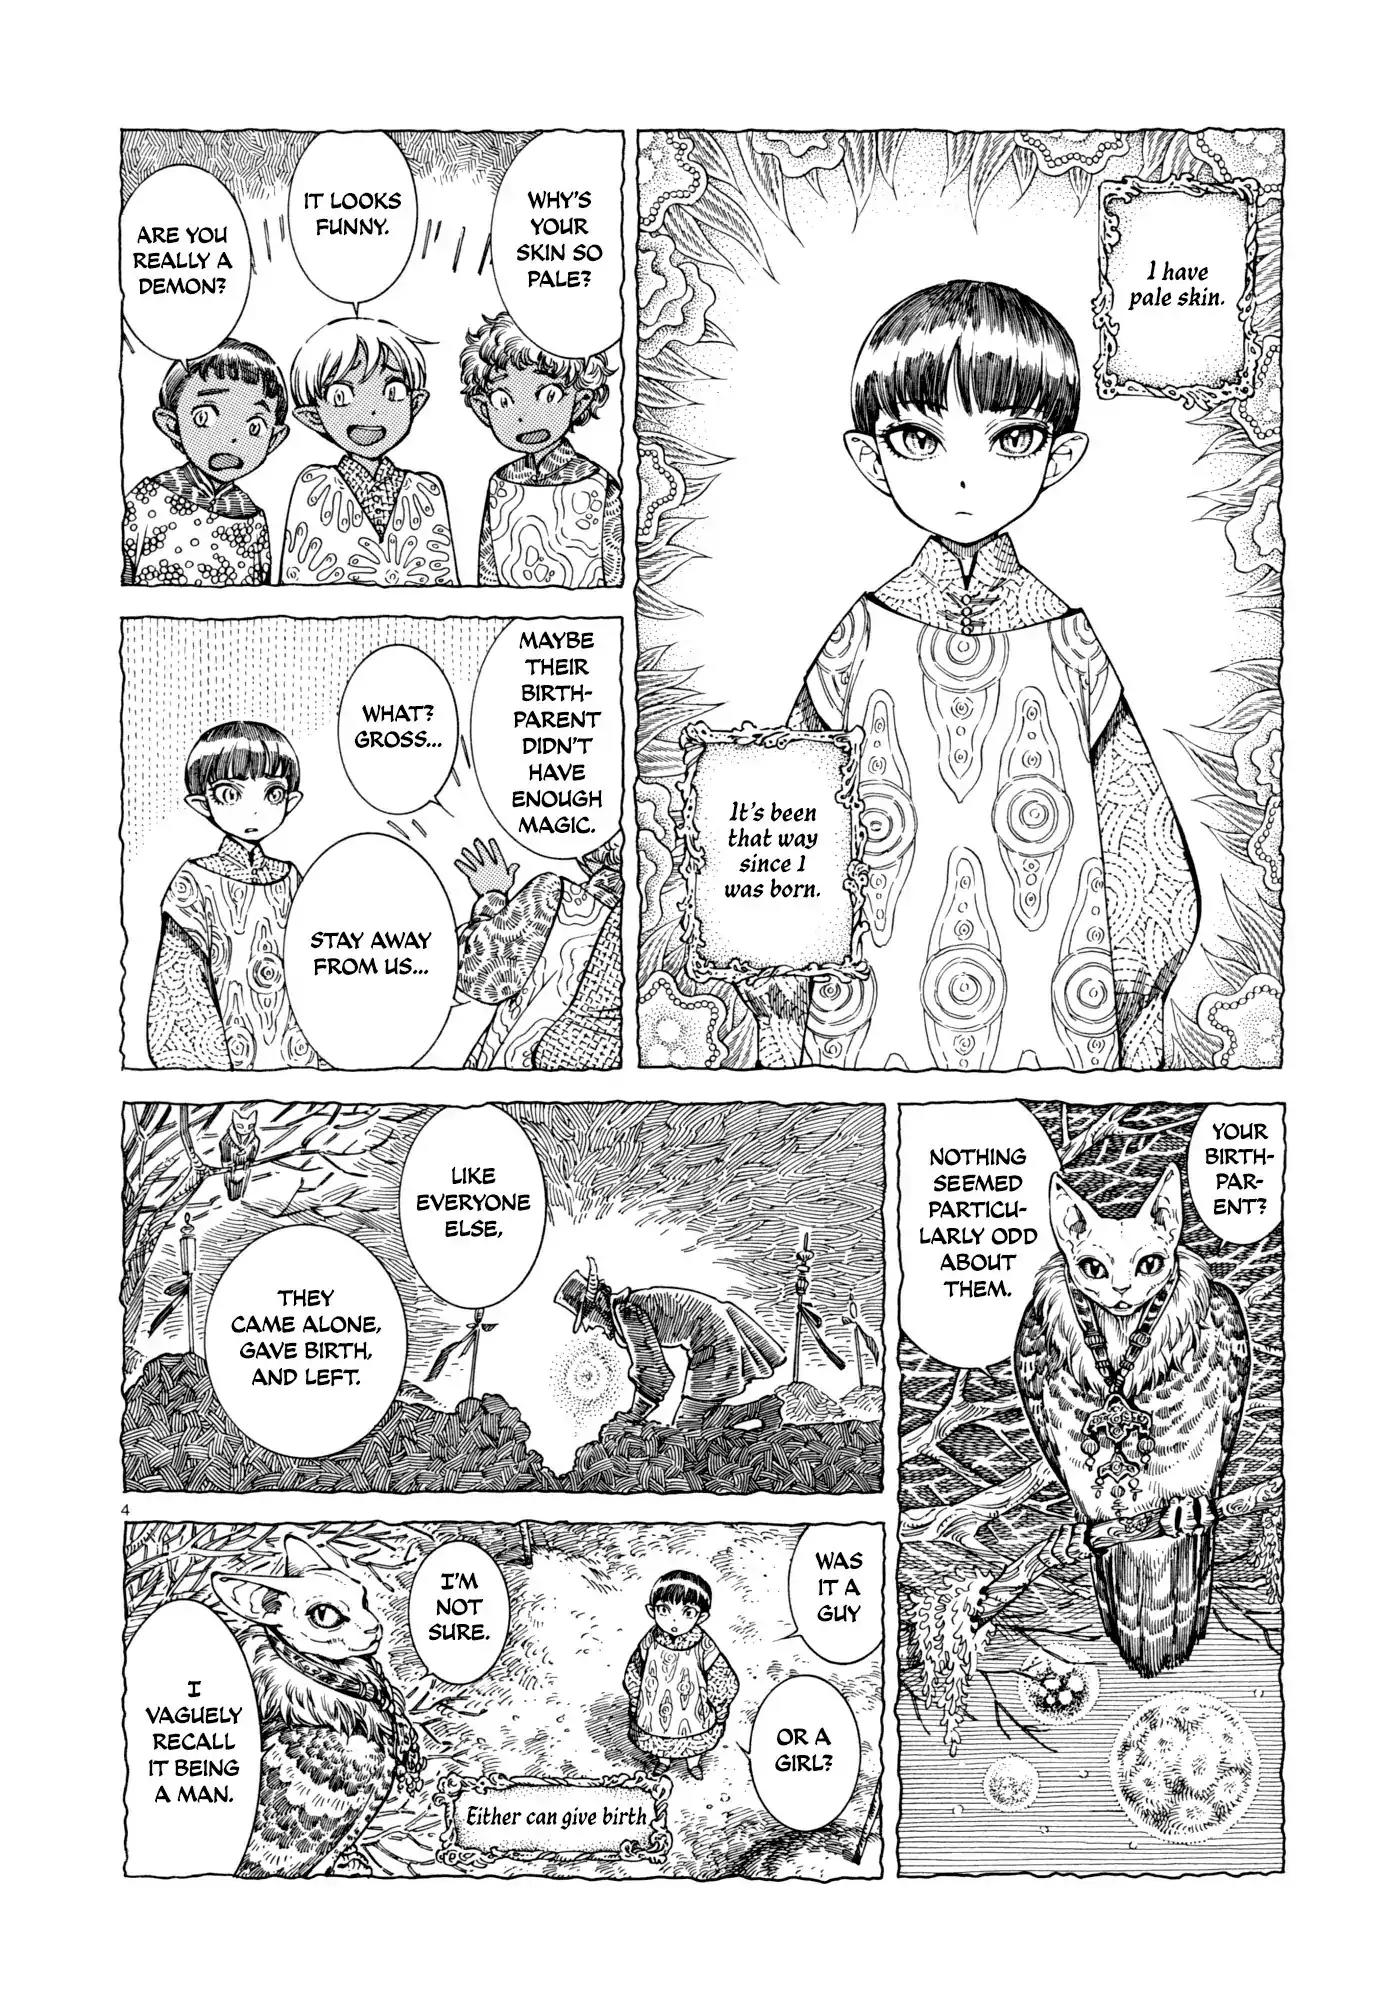 I have
pale skin.
It's been
that way
since I
was born.
WHY'S
YOUR
SKIN SO
PALE?
IT LOOKS
FUNNY.
ARE YOU
REALLY A
DEMON?
MAYBE
THEIR
BIRTH-
PARENT
DIDN'T
HAVE
ENOUGH
MAGIC.
WHAT?
GROSS...
STAY AWAY
FROM US...
YOUR
BIRTH-
PAR-
ENT?
NOTHING
SEEMED
PARTICU-
LARLY ODD
ABOUT
THEM.
LIKE
EVERYONE
ELSE,
THEY
CAME ALONE,
GAVE BIRTH,
AND LEFT.
4
WAS
IT A
GUY
OR A
GIRL?
Either can give birth
I'M
NOT
SURE.
I
VAGUELY
RECALL
IT BEING
A MAN.